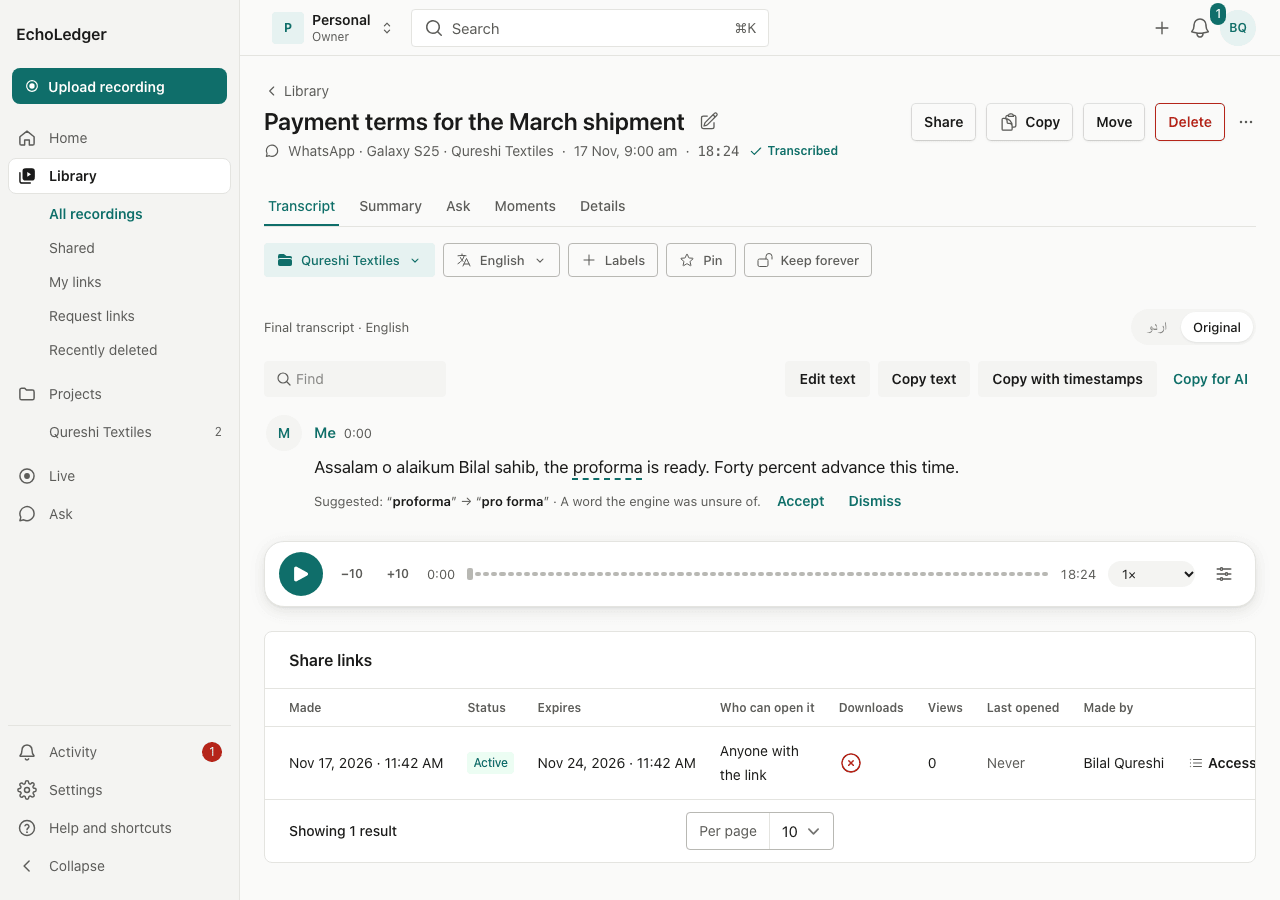 EchoLedger
P
Personal
Owner
Search
⌘K
1
BQ
Upload recording
Home
Library
All recordings
Shared
My links
Request links
Recently deleted
Projects
Qureshi Textiles 2
Live
Ask
Activity 1
Settings
Help and shortcuts
Collapse
Library
Payment terms for the March shipment
Share Copy Move Delete
WhatsApp · Galaxy S25 · Qureshi Textiles · 17 Nov, 9:00 am · 18:24 Transcribed
Transcript Summary Ask Moments Details
Qureshi Textiles English Labels Pin Keep forever
Final transcript · English
اردو Original
Find
Edit text Copy text Copy with timestamps Copy for AI
M Me 0:00
Assalam o alaikum Bilal sahib, the proforma is ready. Forty percent advance this time.
Suggested: “proforma” → “pro forma” · A word the engine was unsure of. Accept Dismiss
−10 +10 0:00 18:24 1×
Share links
Made Status Expires Who can open it Downloads Views Last opened Made by
Nov 17, 2026 · 11:42 AM Active Nov 24, 2026 · 11:42 AM Anyone with the link 0 Never Bilal Qureshi Access
Showing 1 result Per page 10